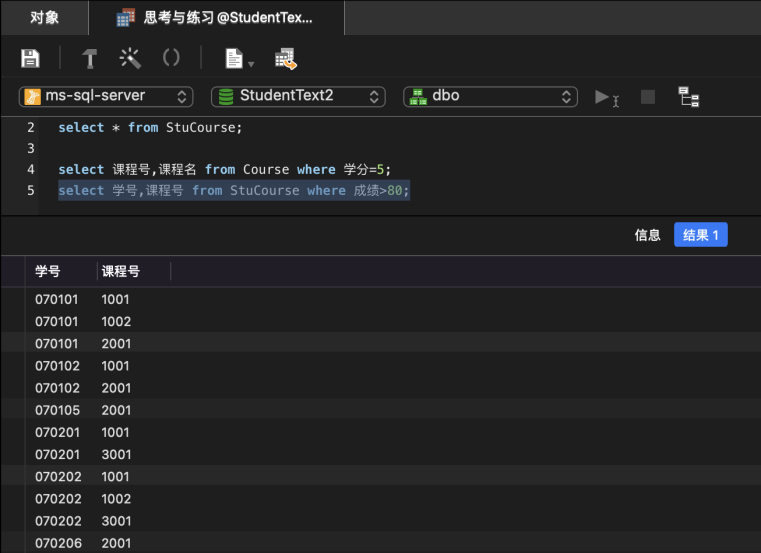 对象 思考与练习 @StudentTex...
ms-sql-server StudentText2 dbo
2 select * from StuCourse;
3
4 select 课程号,课程名 from Course where 学分=5;
5 select 学号,课程号 from StuCourse where 成绩>80;
信息 结果 1
学号 课程号
070101 1001
070101 1002
070101 2001
070102 1001
070102 2001
070105 2001
070201 1001
070201 3001
070202 1001
070202 1002
070202 3001
070206 2001